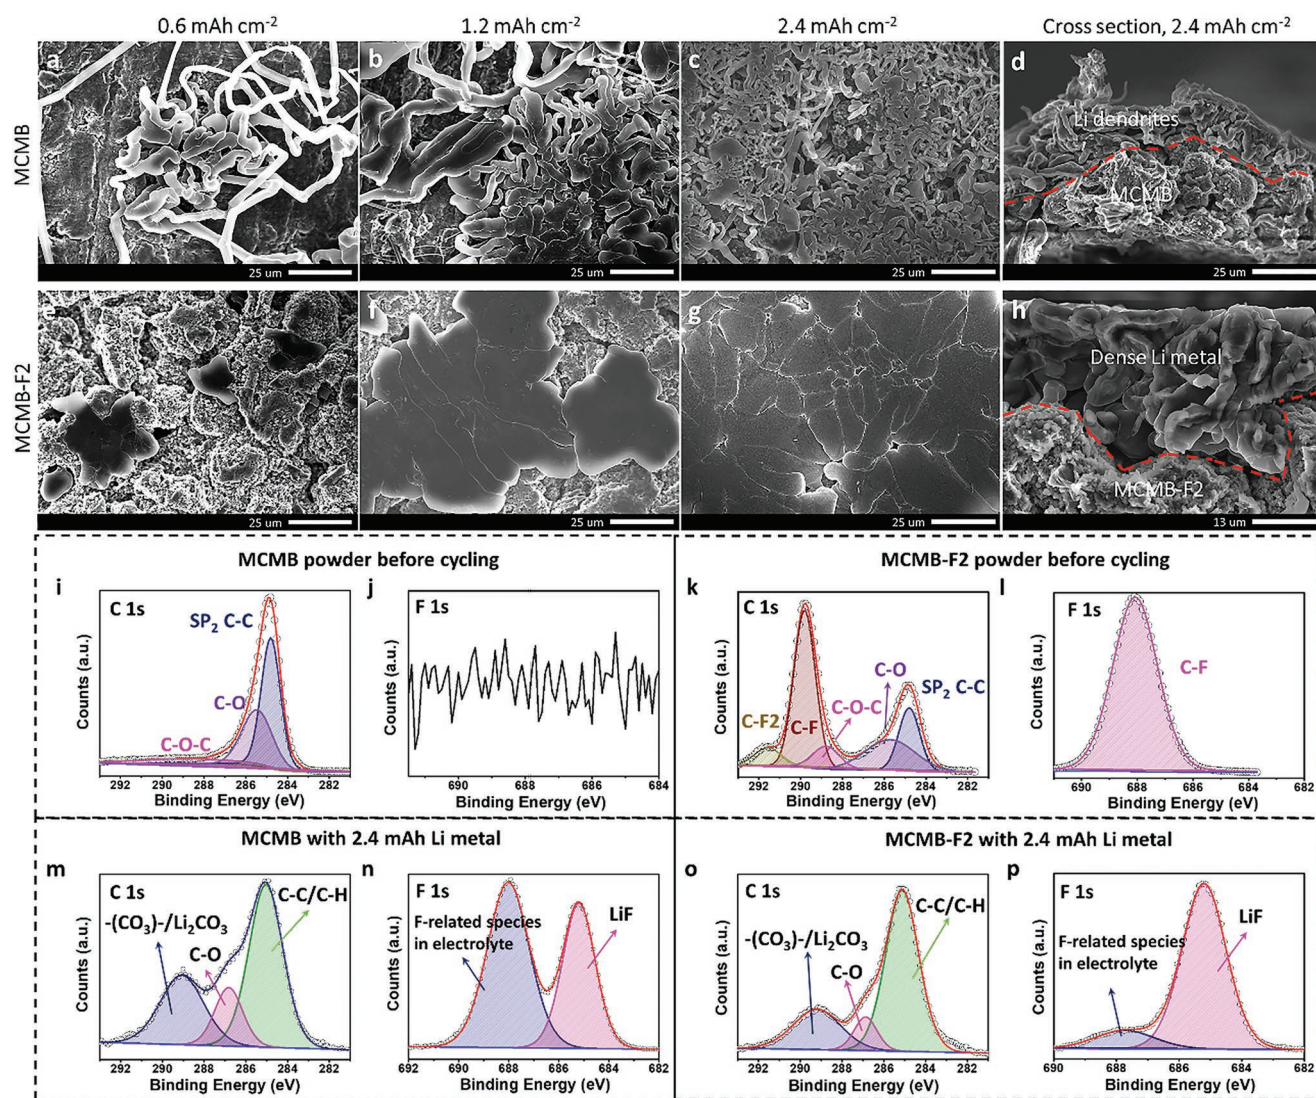 0.6 mAh cm-2
1.2 mAh cm-2
2.4 mAh cm-2
Cross section, 2.4 mAh cm-2
MCMB
a
b
c
d
Li dendrites
MCMB
25 um
25 um
25 um
25 um
MCMB-F2
e
f
g
h
Dense Li metal
MCMB-F2
25 um
25 um
25 um
13 um
MCMB powder before cycling
i
C 1s
SP2 C-C
C-O
C-O-C
Counts (a.u.)
292 290 288 286 284 282
Binding Energy (eV)
j
F 1s
Counts (a.u.)
690 688 686 684
Binding Energy (eV)
MCMB-F2 powder before cycling
k
C 1s
C-O
SP2 C-C
C-O-C
C-F2
C-F
Counts (a.u.)
292 290 288 286 284 282
Binding Energy (eV)
l
F 1s
C-F
Counts (a.u.)
690 688 686 684 682
Binding Energy (eV)
MCMB with 2.4 mAh Li metal
m
C 1s
C-C/C-H
-(CO3)-/Li2CO3
C-O
Counts (a.u.)
292 290 288 286 284 282
Binding Energy (eV)
n
F 1s
F-related species
in electrolyte
LiF
Counts (a.u.)
692 690 688 686 684 682
Binding Energy (eV)
MCMB-F2 with 2.4 mAh Li metal
o
C 1s
C-C/C-H
-(CO3)-/Li2CO3
C-O
Counts (a.u.)
292 290 288 286 284 282
Binding Energy (eV)
p
F 1s
LiF
F-related species
in electrolyte
Counts (a.u.)
690 688 686 684 682
Binding Energy (eV)